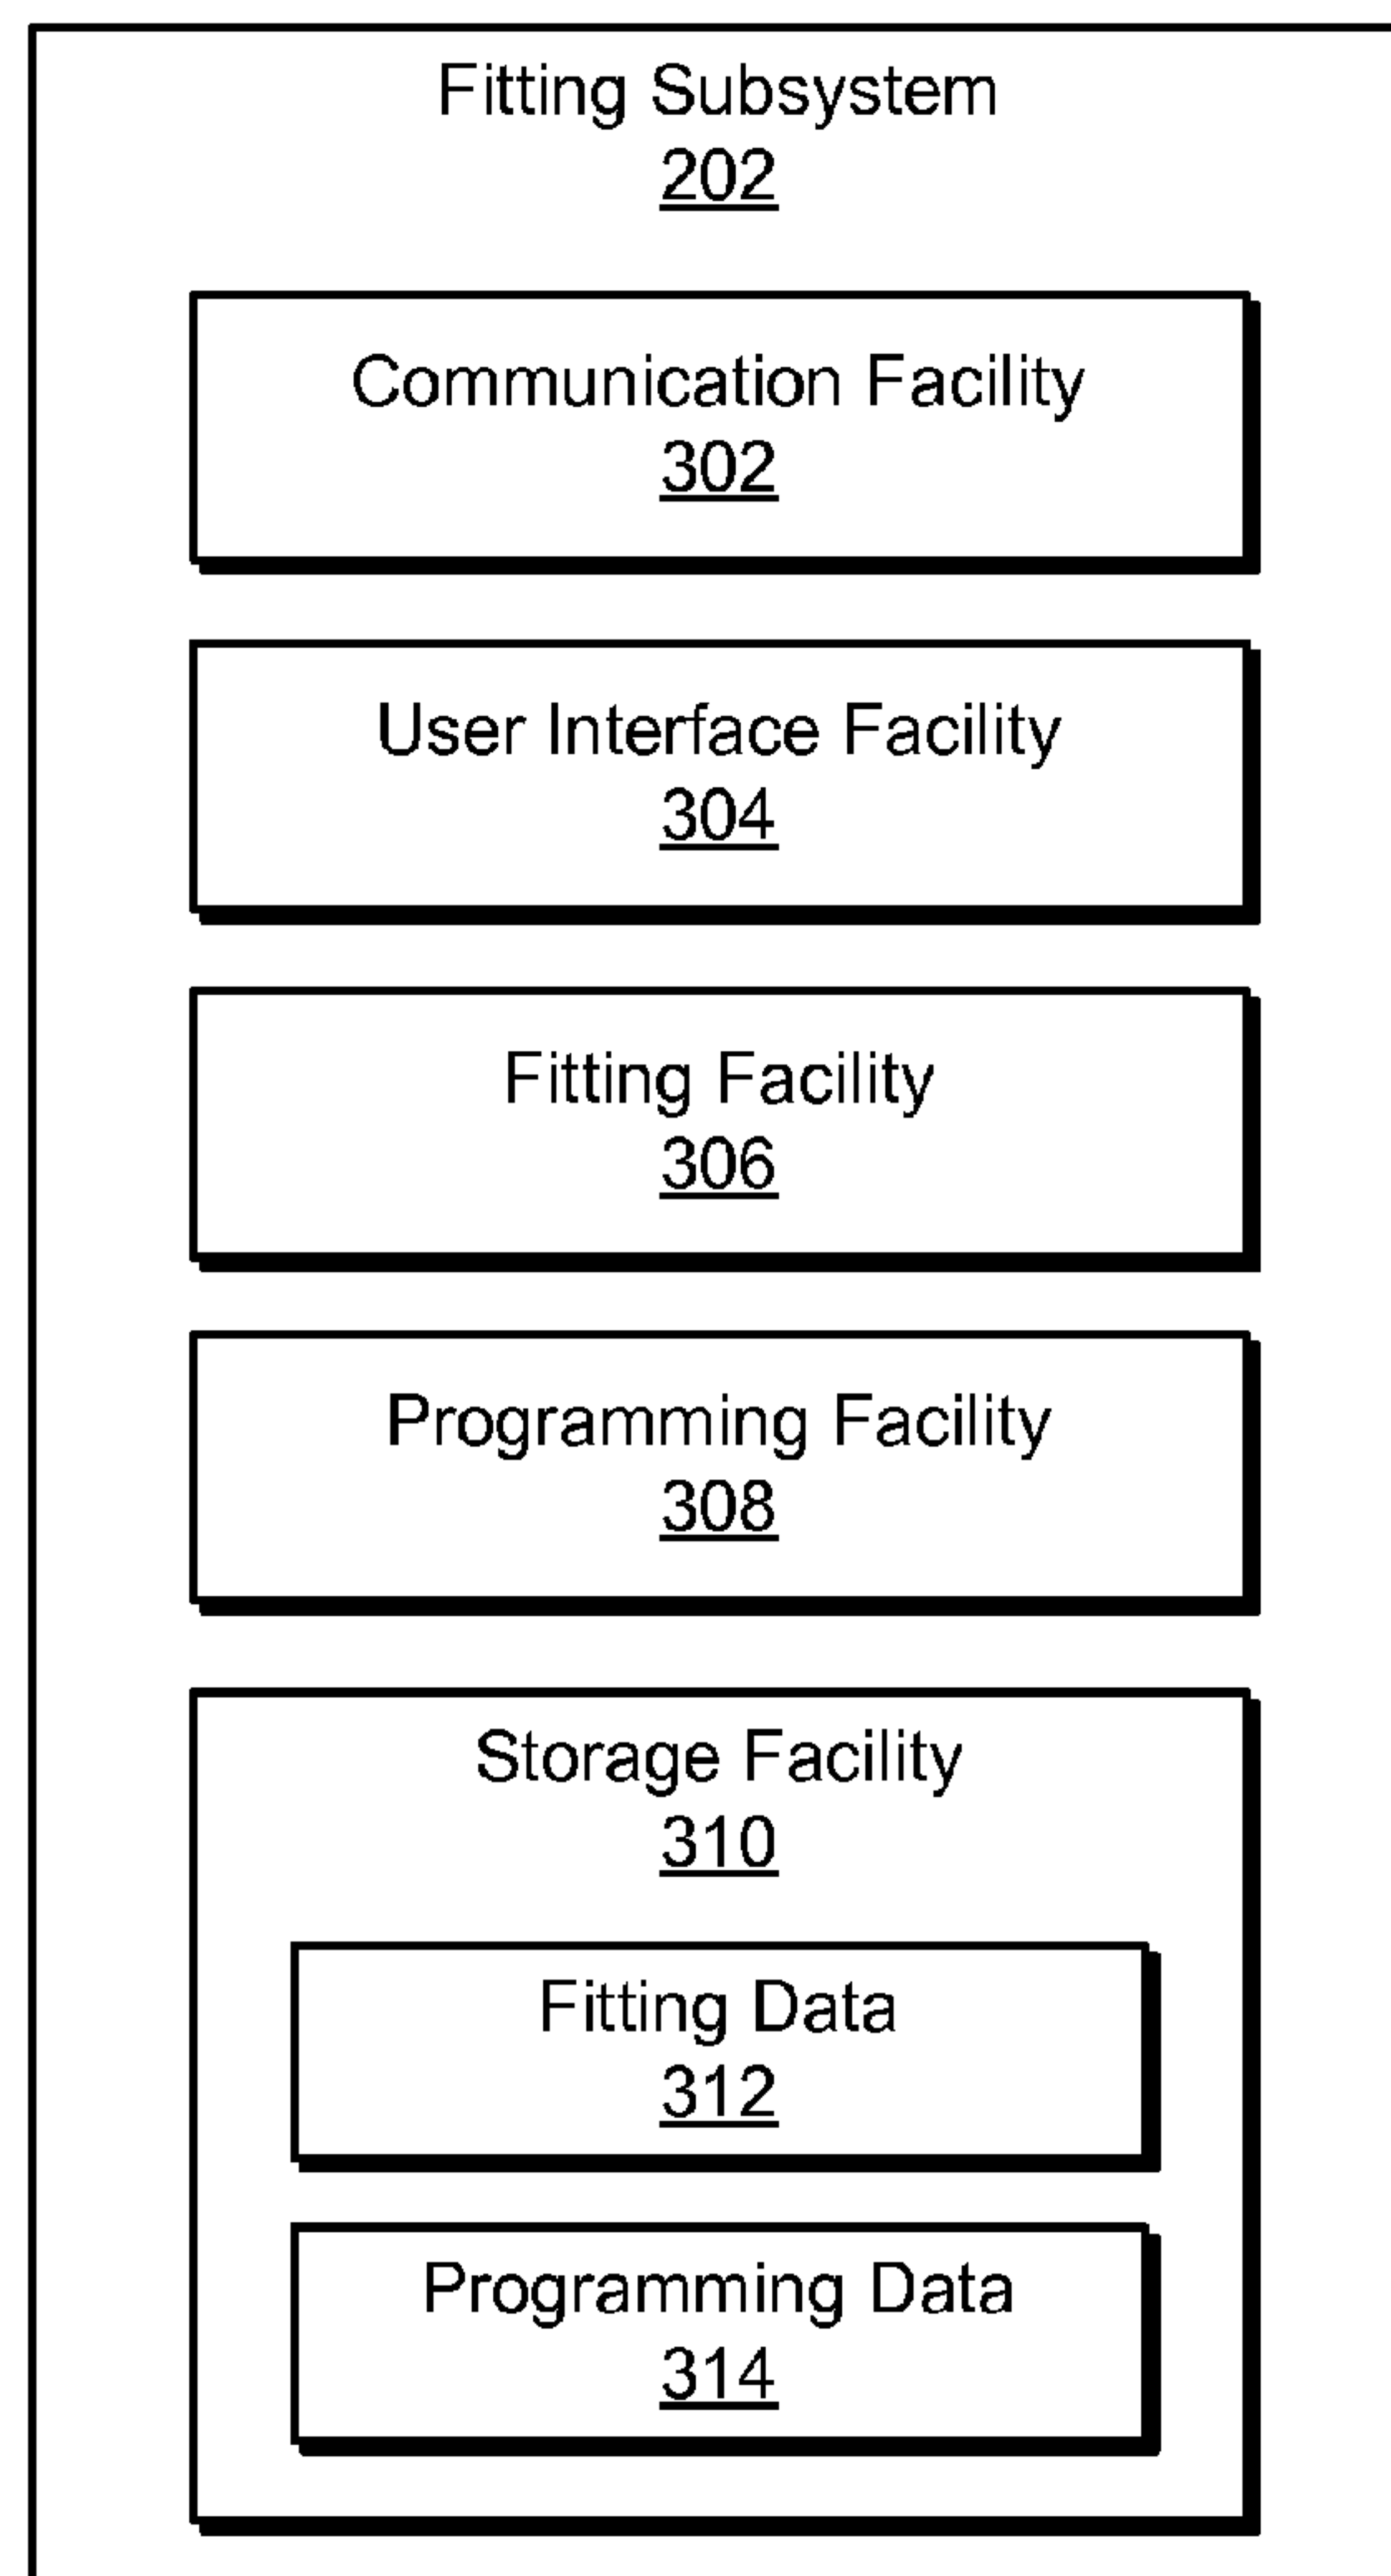 Fitting Subsystem
202
Communication Facility
302
User Interface Facility
304
Fitting Facility
306
Programming Facility
308
Storage Facility
310
Fitting Data
312
Programming Data
314